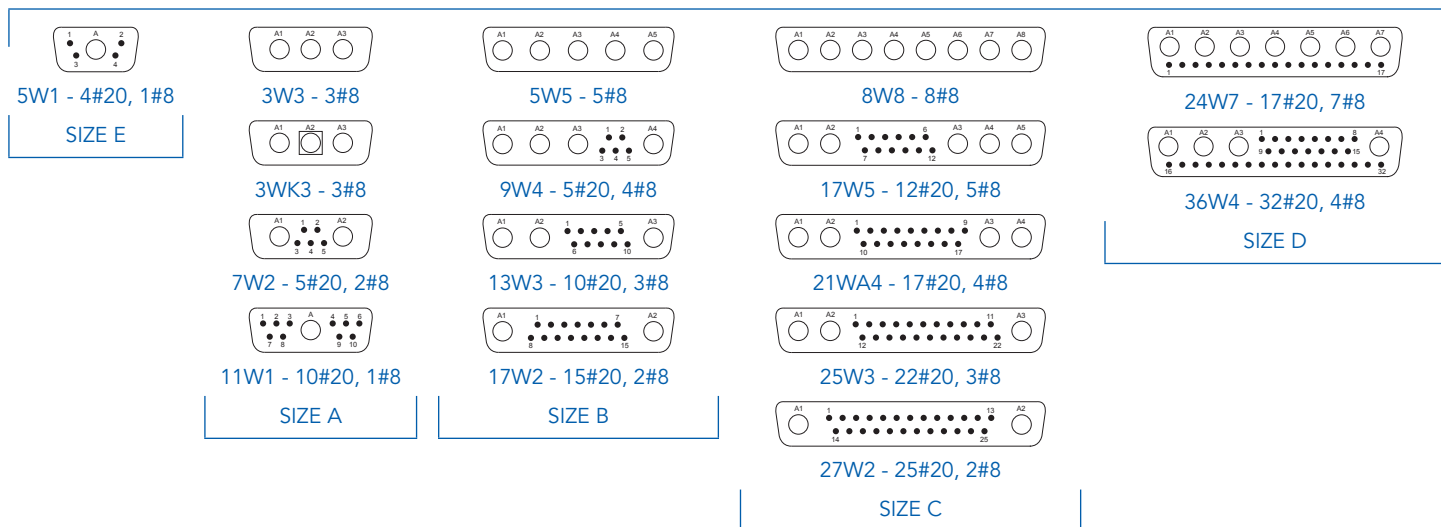 1 A 2
3 4
5W1 - 4#20, 1#8
SIZE E
A1 A2 A3
3W3 - 3#8
A1 A2 A3
3WK3 - 3#8
A1 1 2 A2
3 4 5
7W2 - 5#20, 2#8
1 2 3 A 4 5 6
7 8 9 10
11W1 - 10#20, 1#8
SIZE A
A1 A2 A3 A4 A5
5W5 - 5#8
A1 A2 A3 1 2 A4
3 4 5
9W4 - 5#20, 4#8
A1 A2 1 5 A3
6 10
13W3 - 10#20, 3#8
A1 1 7 A2
8 15
17W2 - 15#20, 2#8
SIZE B
A1 A2 A3 A4 A5 A6 A7 A8
8W8 - 8#8
A1 A2 1 6 A3 A4 A5
7 12
17W5 - 12#20, 5#8
A1 A2 1 9 A3 A4
10 17
21WA4 - 17#20, 4#8
A1 A2 1 11 A3
12 22
25W3 - 22#20, 3#8
A1 1 13 A2
14 25
27W2 - 25#20, 2#8
SIZE C
A1 A2 A3 A4 A5 A6 A7
1 17
24W7 - 17#20, 7#8
A1 A2 A3 1 8 A4
9 15
16 32
36W4 - 32#20, 4#8
SIZE D